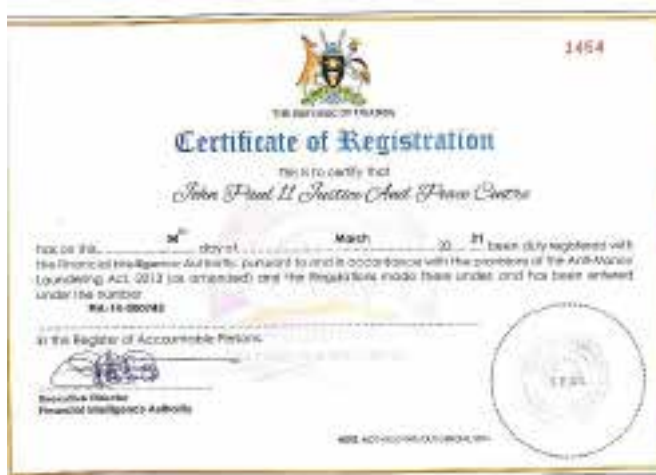 1454
THE REPUBLIC OF UGANDA
Certificate of Registration
This is to certify that
John Paul II Justice And Peace Centre
has on this day of March 20 21 been duly registered with
the Financial Intelligence Authority, pursuant to and in accordance with the provisions of the Anti-Money
Laundering Act, 2013 (as amended) and the Regulations made there under, and has been entered
under the number
in the Register of Accountable Persons.
Executive Director
Financial Intelligence Authority
SEAL